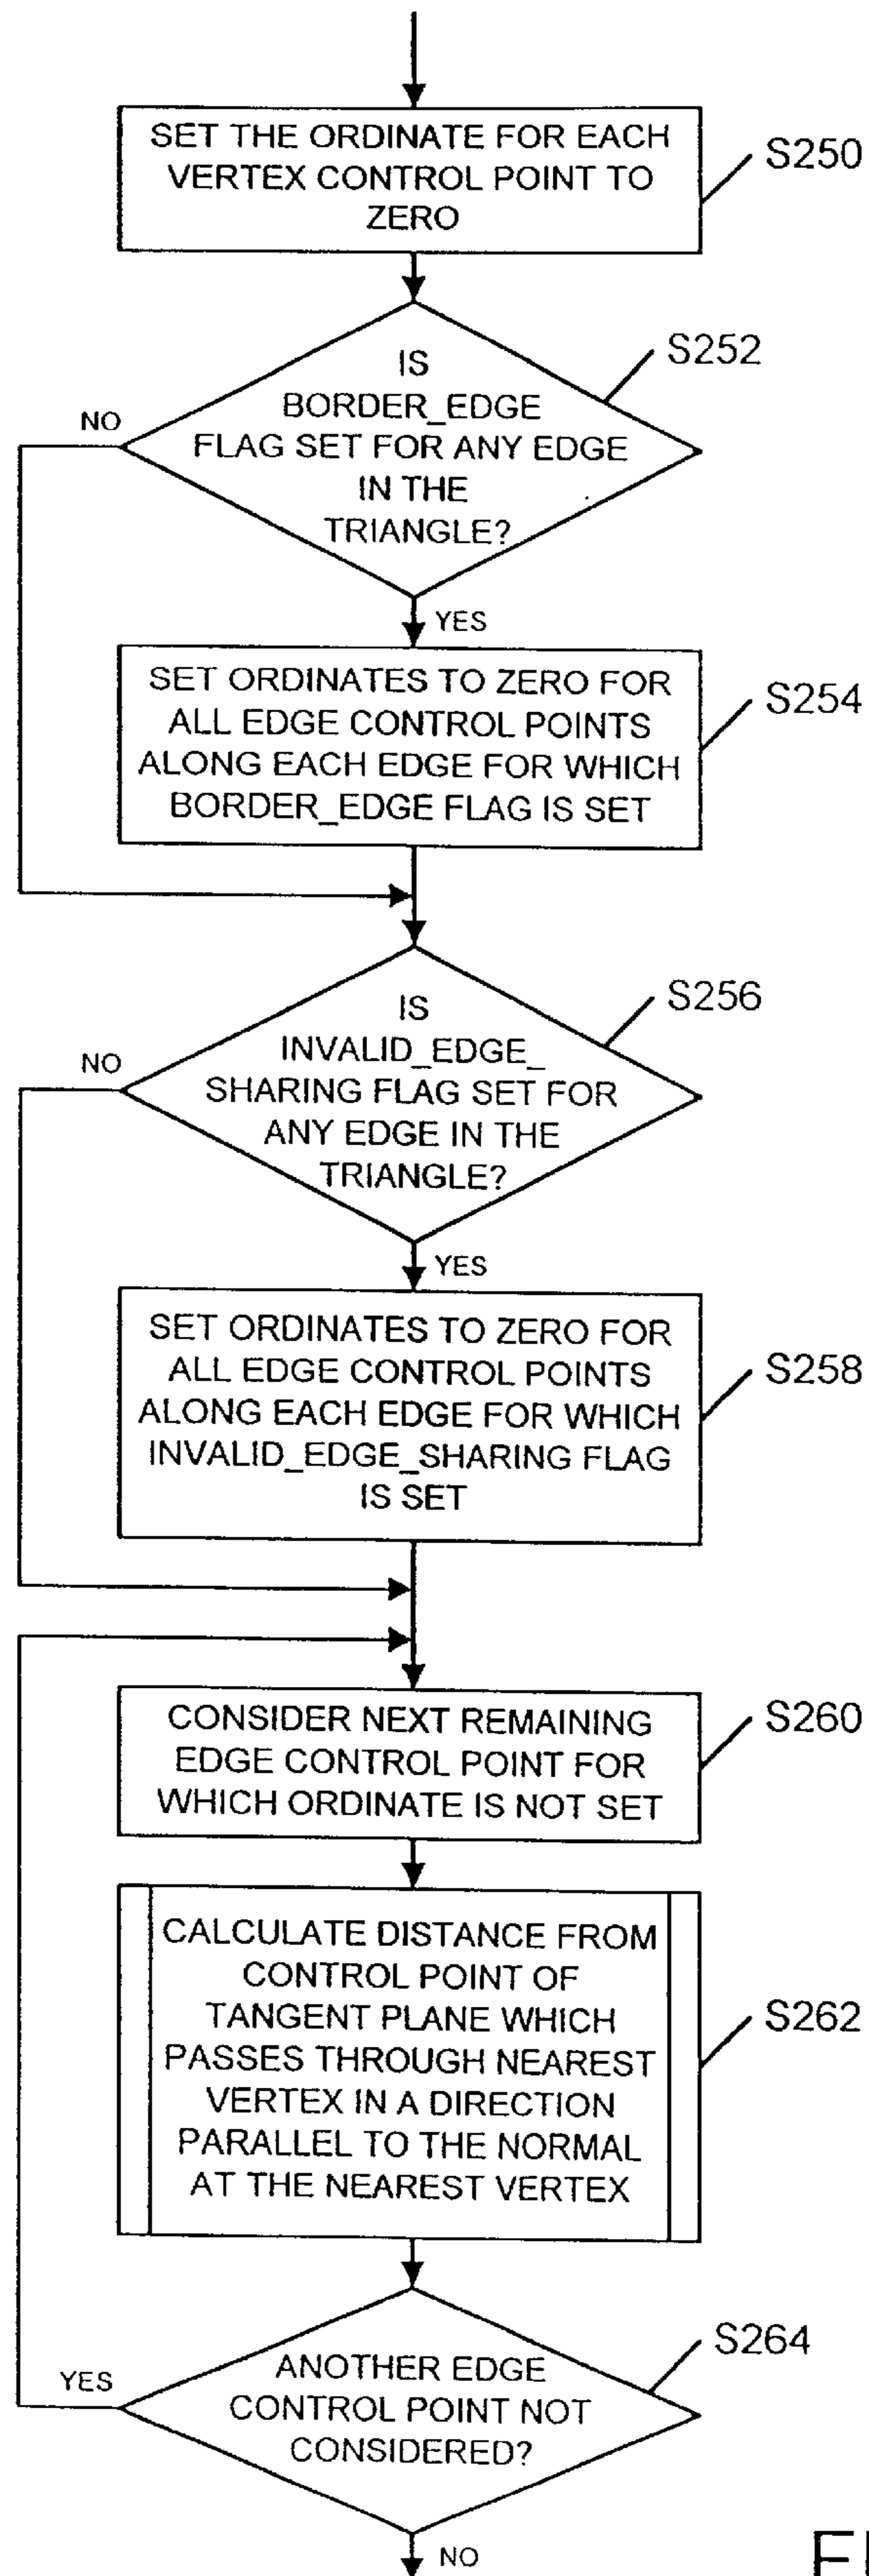 SET THE ORDINATE FOR EACH
VERTEX CONTROL POINT TO
ZERO
S250
IS
BORDER_EDGE
FLAG SET FOR ANY EDGE
IN THE
TRIANGLE?
S252
NO
YES
SET ORDINATES TO ZERO FOR
ALL EDGE CONTROL POINTS
ALONG EACH EDGE FOR WHICH
BORDER_EDGE FLAG IS SET
S254
IS
INVALID_EDGE_
SHARING FLAG SET FOR
ANY EDGE IN THE
TRIANGLE?
S256
NO
YES
SET ORDINATES TO ZERO FOR
ALL EDGE CONTROL POINTS
ALONG EACH EDGE FOR WHICH
INVALID_EDGE_SHARING FLAG
IS SET
S258
CONSIDER NEXT REMAINING
EDGE CONTROL POINT FOR
WHICH ORDINATE IS NOT SET
S260
CALCULATE DISTANCE FROM
CONTROL POINT OF
TANGENT PLANE WHICH
PASSES THROUGH NEAREST
VERTEX IN A DIRECTION
PARALLEL TO THE NORMAL
AT THE NEAREST VERTEX
S262
ANOTHER EDGE
CONTROL POINT NOT
CONSIDERED?
S264
YES
NO